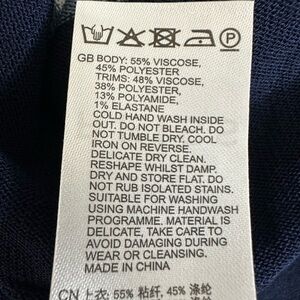 GB BODY: 55% VISCOSE,
45% POLYESTER
TRIMS: 48% VISCOSE,
38% POLYESTER,
13% POLYAMIDE,
1% ELASTANE
COLD HAND WASH INSIDE
OUT. DO NOT BLEACH. DO
NOT TUMBLE DRY. COOL
IRON ON REVERSE.
DELICATE DRY CLEAN.
RESHAPE WHILST DAMP.
DRY AND STORE FLAT. DO
NOT RUB ISOLATED STAINS.
SUITABLE FOR WASHING
USING MACHINE HANDWASH
PROGRAMME. MATERIAL IS
DELICATE, TAKE CARE TO
AVOID DAMAGING DURING
WEAR OR CLEANSING.
MADE IN CHINA
CN 上衣: 55% 粘纤, 45% 涤纶